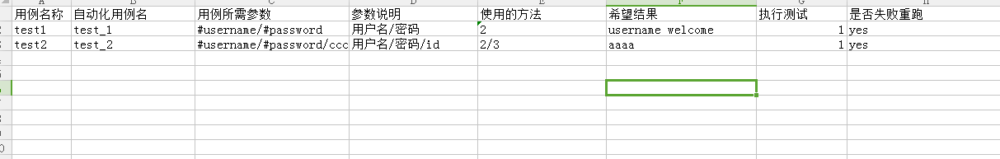 A B C D E F G H
用例名称 自动化用例名 用例所需参数 参数说明 使用的方法 希望结果 执行测试 是否失败重跑
test1 test_1 #username/#password 用户名/密码 2 username welcome 1 yes
test2 test_2 #username/#password/ccc 用户名/密码/id 2/3 aaaa 1 yes